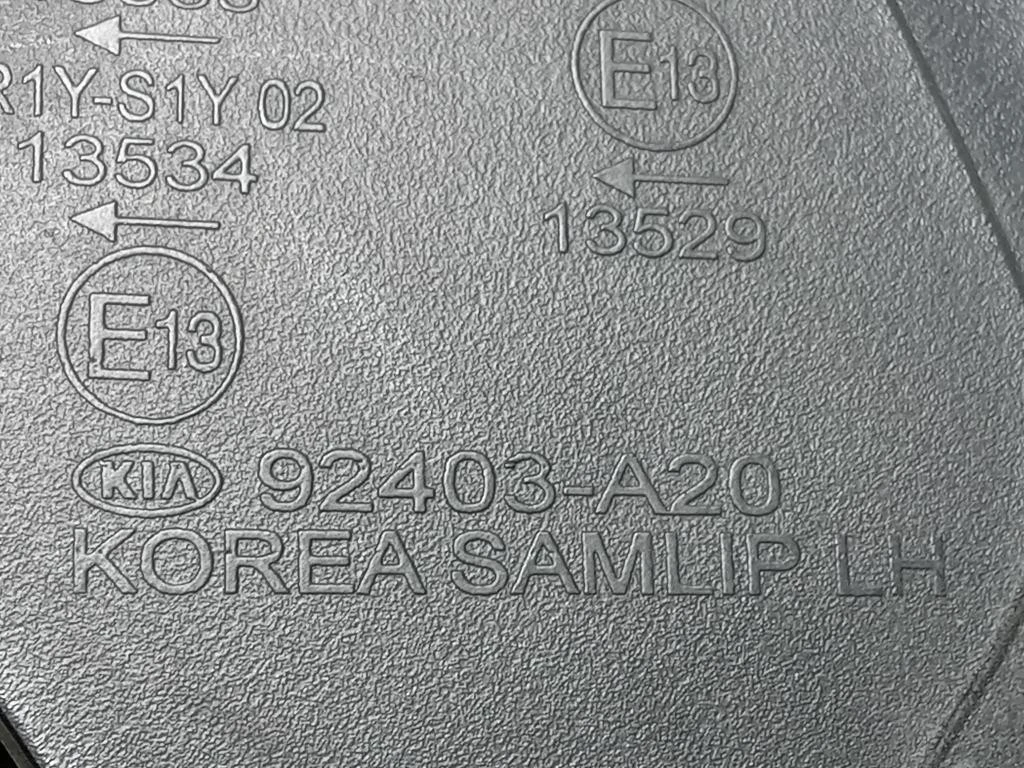 R1Y-S1Y 02
13534
E13
E13
13529
KIA 92403-A20
KOREA SAMLIP LH